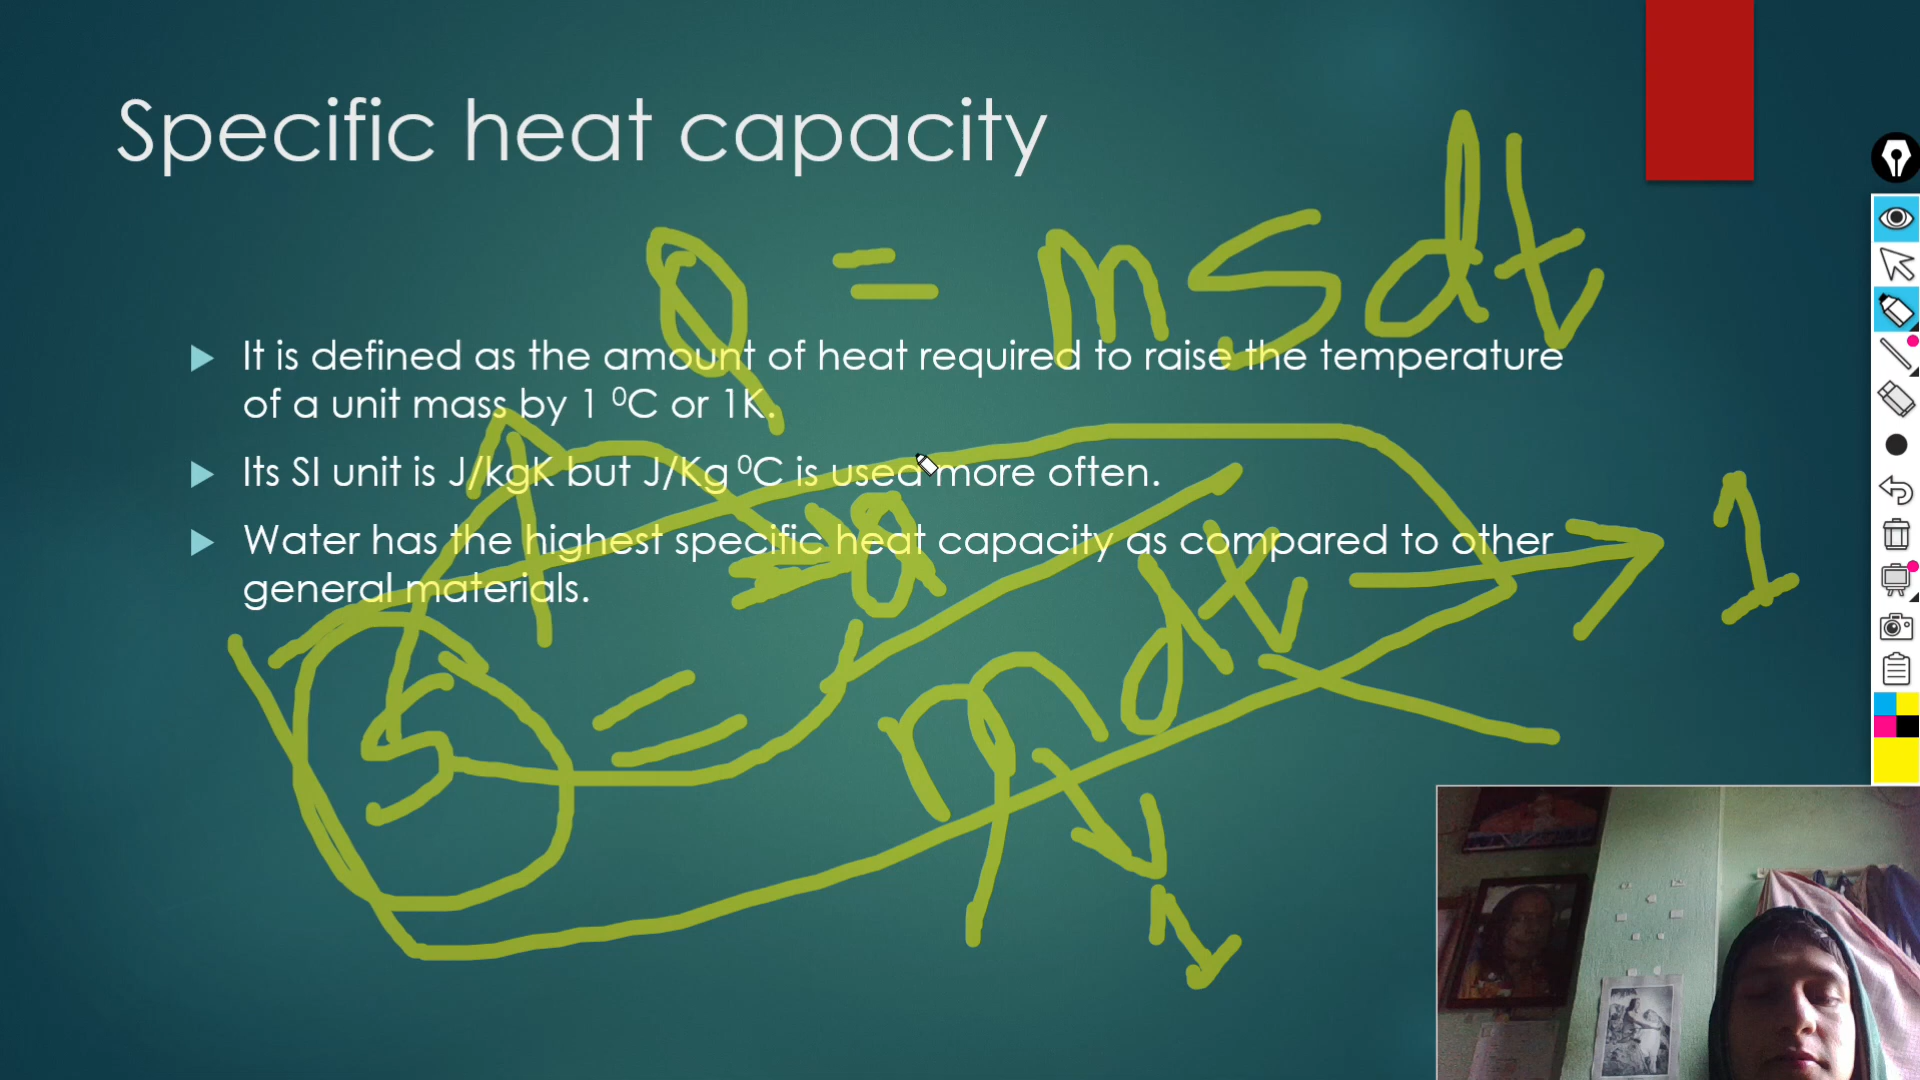 Specific heat capacity
Q = msdt
It is defined as the amount of heat required to raise the temperature
of a unit mass by 1 ⁰C or 1K.
Its SI unit is J/kgK but J/Kg ⁰C is used more often.
Water has the highest specific heat capacity as compared to other
general materials.
Q
1
S = mdt
1